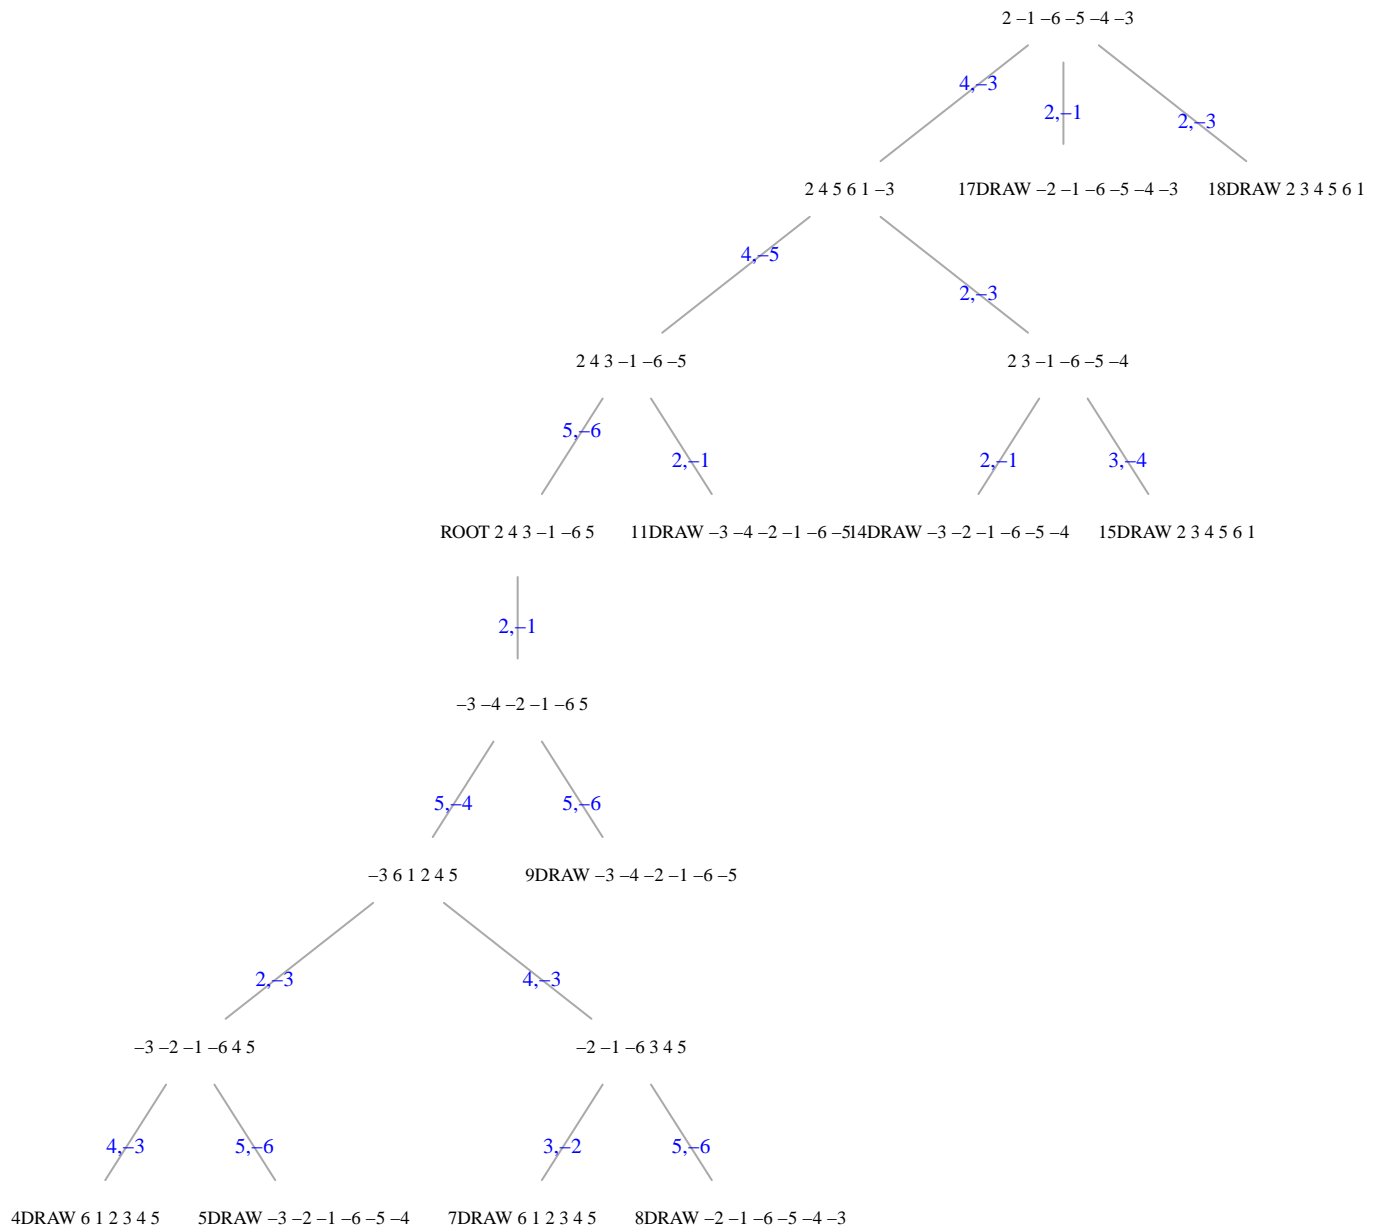 2 –1 –6 –5 –4 –3
4,–3
2,–1
2,–3
2 4 5 6 1 –3
17DRAW –2 –1 –6 –5 –4 –3
18DRAW 2 3 4 5 6 1
4,–5
2,–3
2 4 3 –1 –6 –5
2 3 –1 –6 –5 –4
5,–6
2,–1
2,–1
3,–4
ROOT 2 4 3 –1 –6 5
11DRAW –3 –4 –2 –1 –6 –5
14DRAW –3 –2 –1 –6 –5 –4
15DRAW 2 3 4 5 6 1
2,–1
–3 –4 –2 –1 –6 5
5,–4
5,–6
–3 6 1 2 4 5
9DRAW –3 –4 –2 –1 –6 –5
2,–3
4,–3
–3 –2 –1 –6 4 5
–2 –1 –6 3 4 5
4,–3
5,–6
3,–2
5,–6
4DRAW 6 1 2 3 4 5
5DRAW –3 –2 –1 –6 –5 –4
7DRAW 6 1 2 3 4 5
8DRAW –2 –1 –6 –5 –4 –3